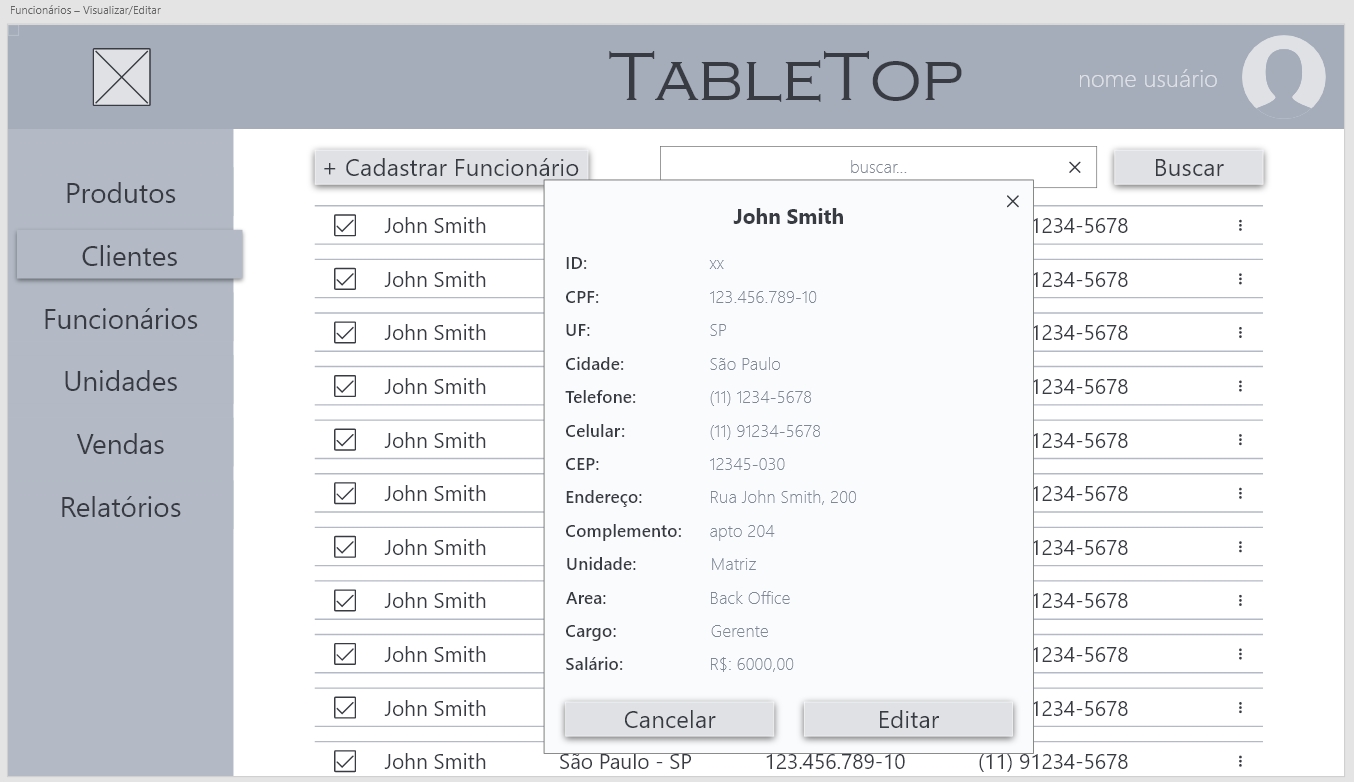 Funcionários – Visualizar/Editar
TABLETOP
nome usuário
Produtos
Clientes
Funcionários
Unidades
Vendas
Relatórios
+ Cadastrar Funcionário
buscar...
Buscar
John Smith 1234-5678
John Smith 1234-5678
John Smith 1234-5678
John Smith 1234-5678
John Smith 1234-5678
John Smith 1234-5678
John Smith 1234-5678
John Smith 1234-5678
John Smith 1234-5678
John Smith 1234-5678
John Smith São Paulo - SP 123.456.789-10 (11) 91234-5678
John Smith
ID: xx
CPF: 123.456.789-10
UF: SP
Cidade: São Paulo
Telefone: (11) 1234-5678
Celular: (11) 91234-5678
CEP: 12345-030
Endereço: Rua John Smith, 200
Complemento: apto 204
Unidade: Matriz
Area: Back Office
Cargo: Gerente
Salário: R$: 6000,00
Cancelar Editar